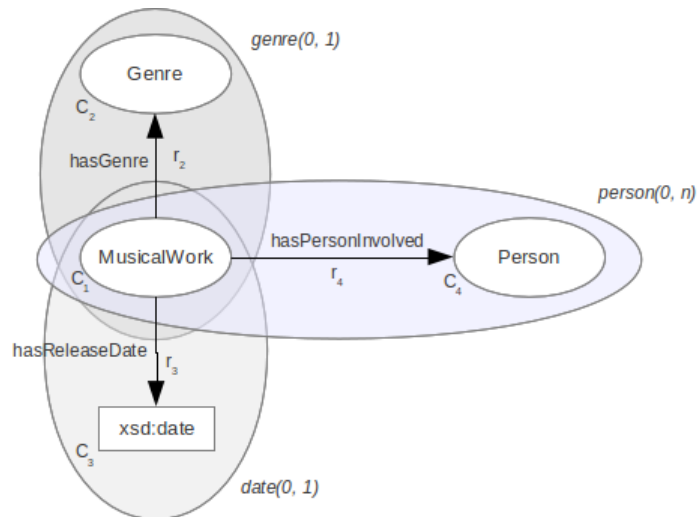 genre(0, 1)
Genre
C2
hasGenre
r2
person(0, n)
hasPersonInvolved
MusicalWork
Person
C1
r4
C4
hasReleaseDate
r3
xsd:date
C3
date(0, 1)